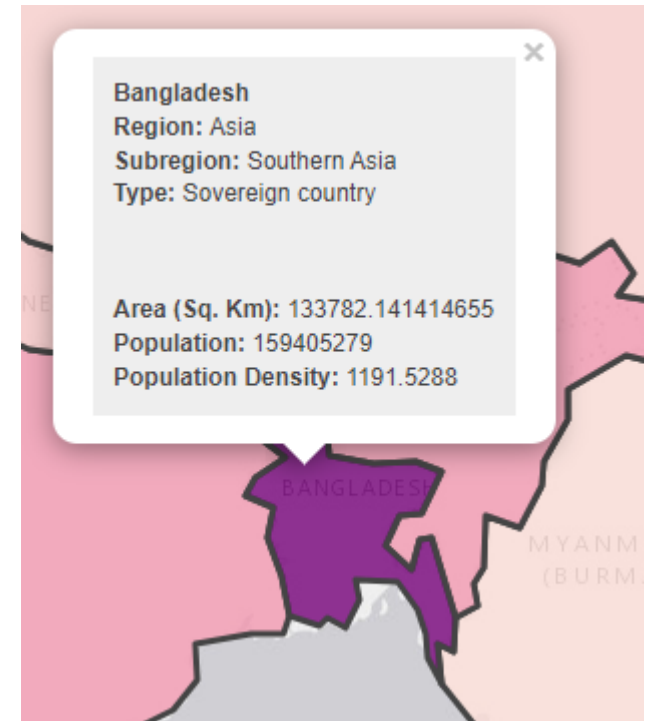 ×
Bangladesh
Region: Asia
Subregion: Southern Asia
Type: Sovereign country
Area (Sq. Km): 133782.141414655
Population: 159405279
Population Density: 1191.5288
NE
BANGLADESH
MYANM
(BURM